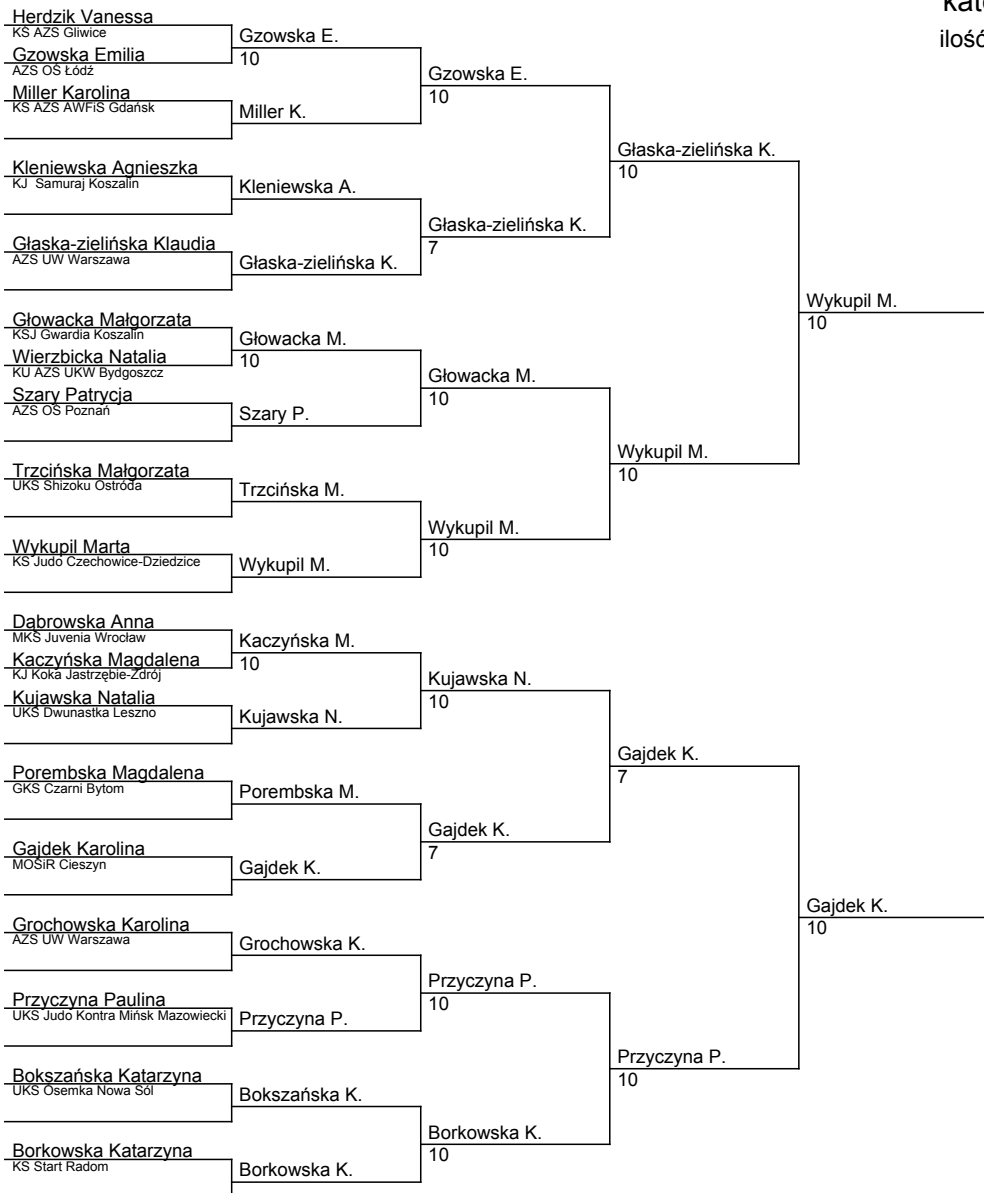 kate
ilość
Herdzik Vanessa
KS AZS Gliwice
Gzowska Emilia
AZS OŚ Łódź
Miller Karolina
KS AZS AWFiS Gdańsk
Kleniewska Agnieszka
KJ Samuraj Koszalin
Głaska-zielińska Klaudia
AZS UW Warszawa
Głowacka Małgorzata
KSJ Gwardia Koszalin
Wierzbicka Natalia
KU AZS UKW Bydgoszcz
Szary Patrycja
AZS OŚ Poznań
Trzcińska Małgorzata
UKS Shizoku Ostróda
Wykupil Marta
KS Judo Czechowice-Dziedzice
Dąbrowska Anna
MKS Juvenia Wrocław
Kaczyńska Magdalena
KJ Koka Jastrzębie-Zdrój
Kujawska Natalia
UKS Dwunastka Leszno
Porembska Magdalena
GKS Czarni Bytom
Gajdek Karolina
MOSiR Cieszyn
Grochowska Karolina
AZS UW Warszawa
Przyczyna Paulina
UKS Judo Kontra Mińsk Mazowiecki
Bokszańska Katarzyna
UKS Ósemka Nowa Sól
Borkowska Katarzyna
KS Start Radom
Gzowska E.
10
Miller K.
Kleniewska A.
Głaska-zielińska K.
Głowacka M.
10
Szary P.
Trzcińska M.
Wykupil M.
Kaczyńska M.
10
Kujawska N.
Porembska M.
Gajdek K.
Grochowska K.
Przyczyna P.
Bokszańska K.
Borkowska K.
Gzowska E.
10
Głaska-zielińska K.
7
Głowacka M.
10
Wykupil M.
10
Kujawska N.
10
Gajdek K.
7
Przyczyna P.
10
Borkowska K.
10
Głaska-zielińska K.
10
Wykupil M.
10
Gajdek K.
7
Przyczyna P.
10
Wykupil M.
10
Gajdek K.
10